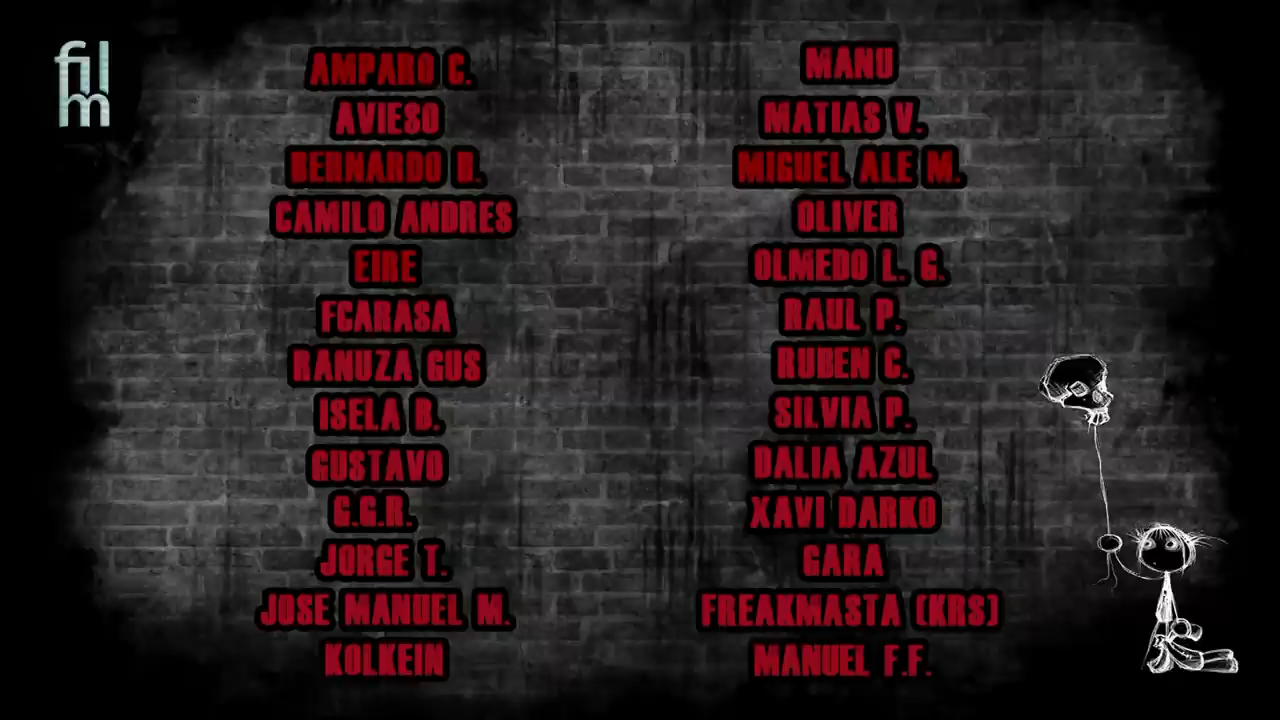 film
AMPARO C.
AVIESO
BERNARDO B.
CAMILO ANDRES
EIRE
FCARASA
RANUZA GUS
ISELA B.
GUSTAVO
G.G.R.
JORGE T.
JOSE MANUEL M.
KOLKEIN
MANU
MATIAS V.
MIGUEL ALE M.
OLIVER
OLMEDO L. G.
RAUL P.
RUBEN C.
SILVIA P.
DALIA AZUL
XAVI DARKO
GARA
FREAKMASTA (KRS)
MANUEL F.F.